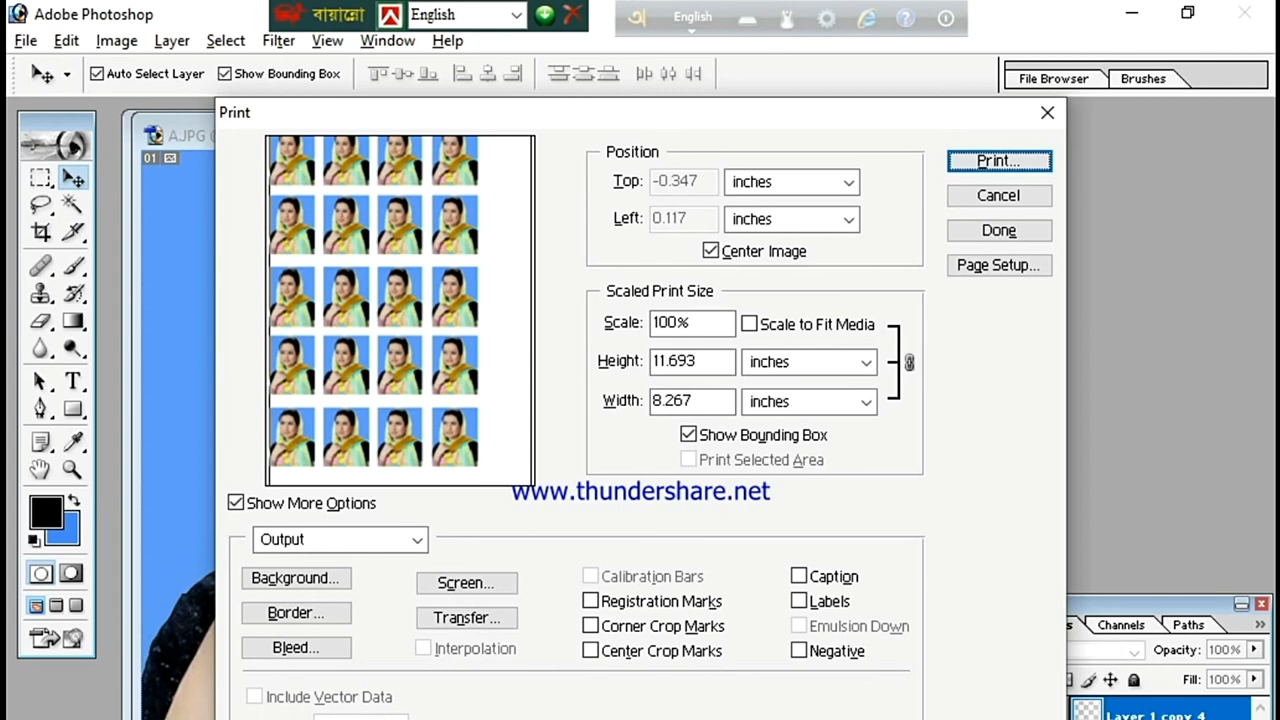 Adobe Photoshop
বায়ান্নো
English
English
File Edit Image Layer Select Filter View Window Help
Auto Select Layer Show Bounding Box
File Browser Brushes
Print
A.JPG
01
Position
Top: -0.347 inches
Left: 0.117 inches
Center Image
Print...
Cancel
Done
Page Setup...
Scaled Print Size
Scale: 100% Scale to Fit Media
Height: 11.693 inches
Width: 8.267 inches
Show Bounding Box
Print Selected Area
www.thundershare.net
Show More Options
Output
Background... Screen... Calibration Bars Caption
Border... Transfer... Registration Marks Labels
Bleed... Interpolation Corner Crop Marks Emulsion Down
Center Crop Marks Negative
Include Vector Data
Channels Paths
Opacity: 100%
Fill: 100%
Layer 1 copy 4